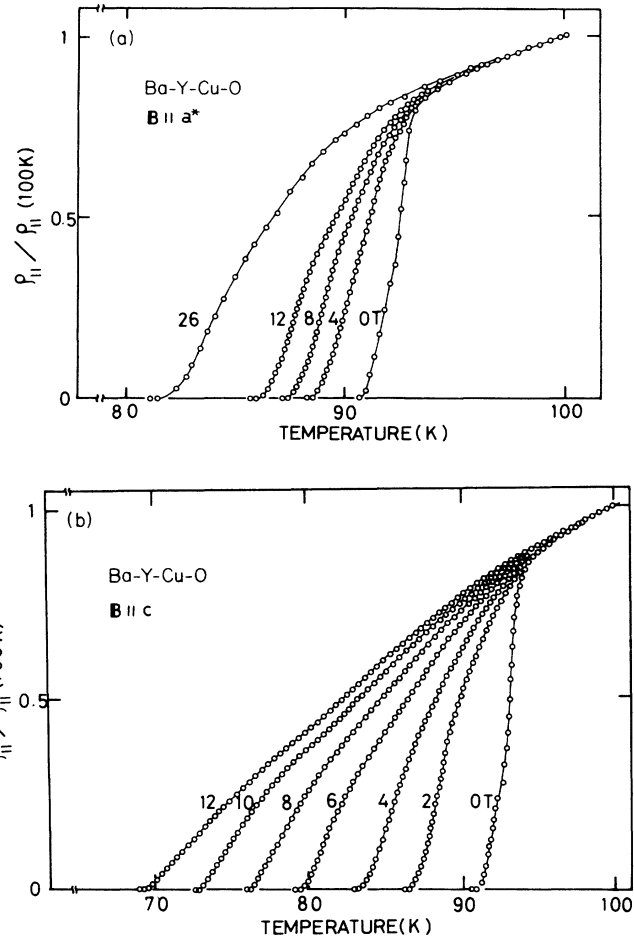 1
(a)
Ba-Y-Cu-O
B || a*
ρ|| / ρ|| (100K)
0.5
26 12 8 4 0T
0
80 90 100
TEMPERATURE(K)
1
(b)
Ba-Y-Cu-O
B || c
0.5
12 10 8 6 4 2 0T
0
70 80 90 100
TEMPERATURE(K)